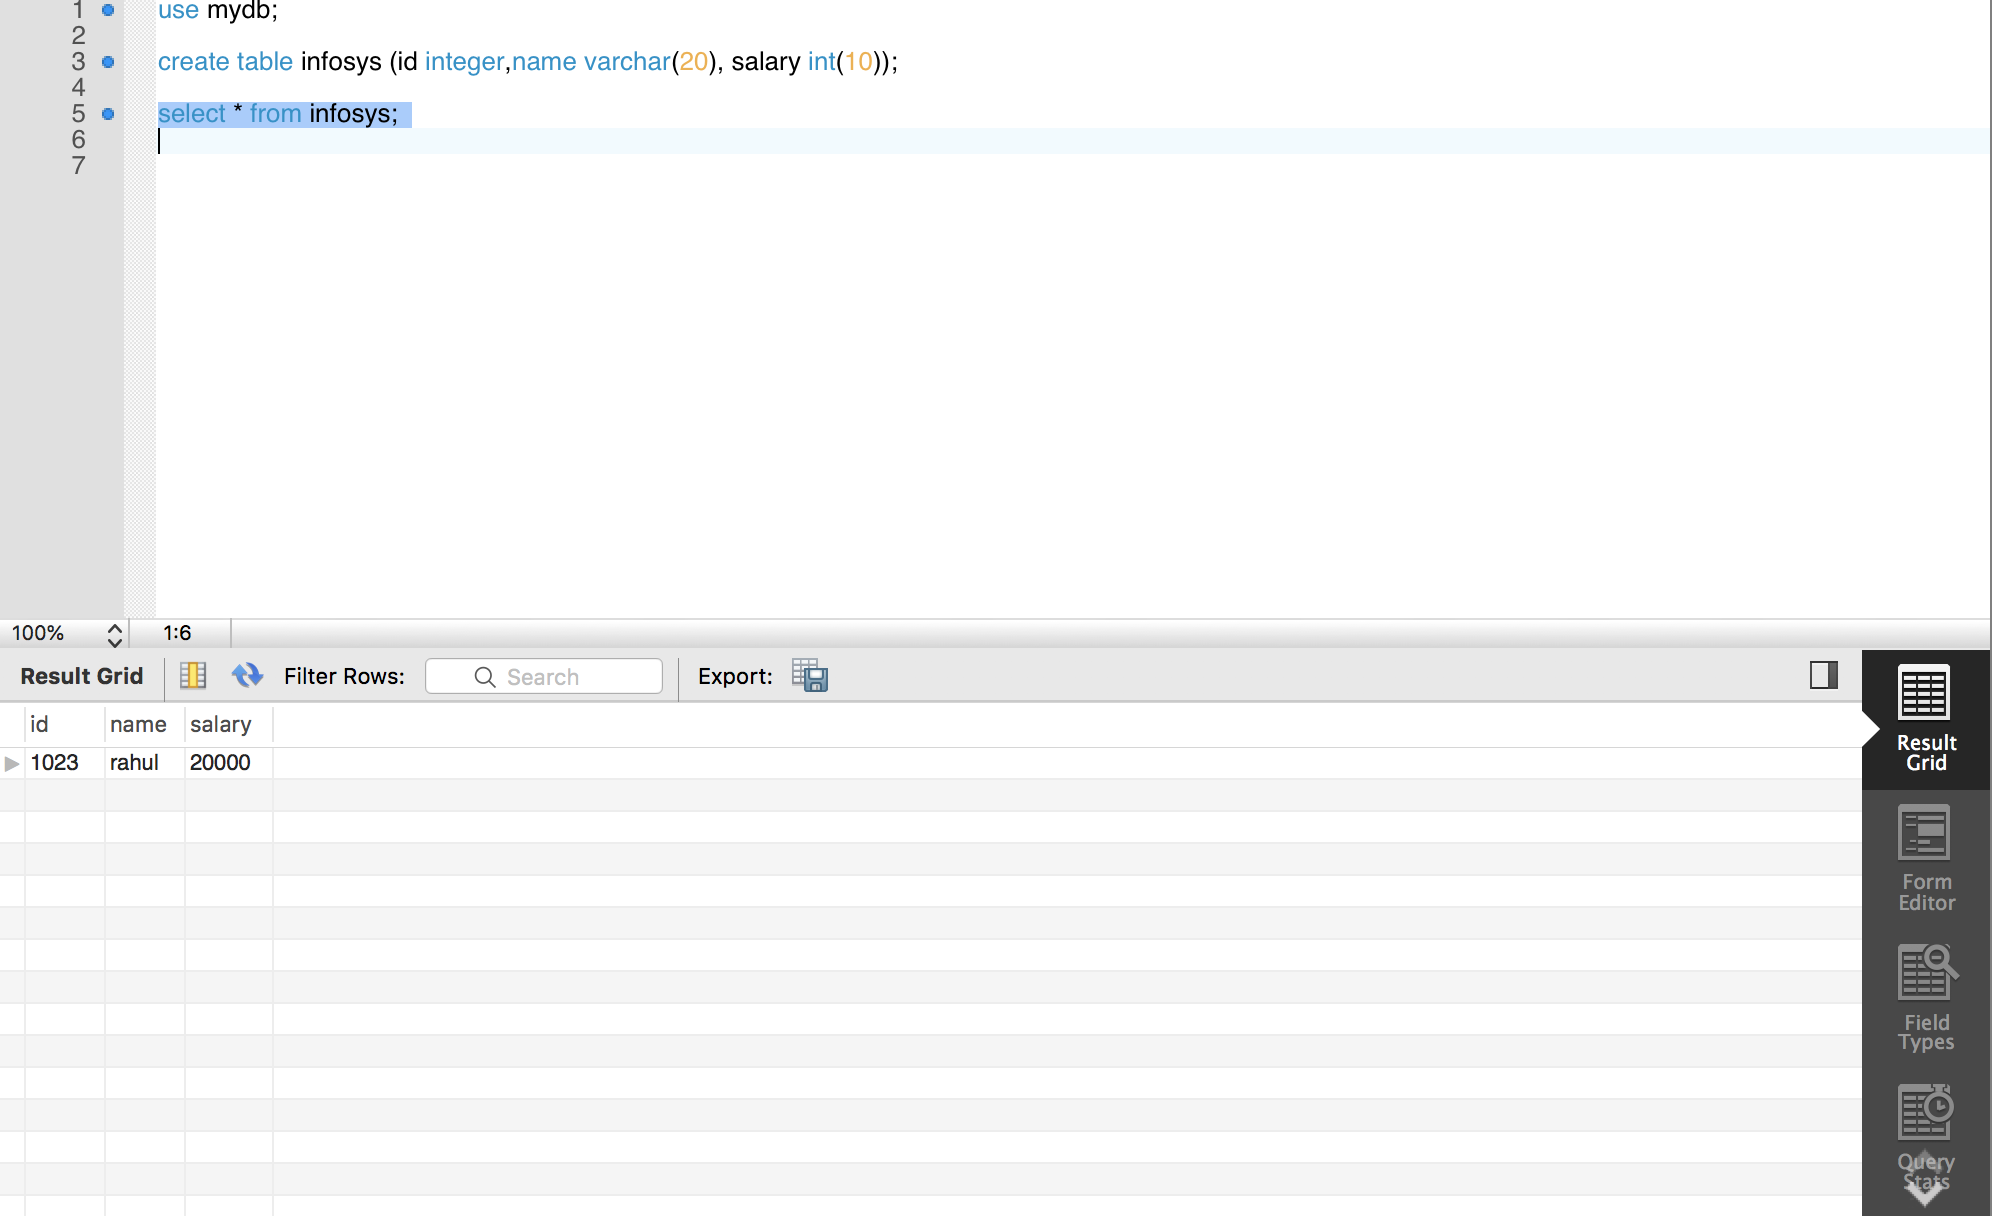 1 use mydb;
2
3 create table infosys (id integer,name varchar(20), salary int(10));
4
5 select * from infosys;
6
7
100% 1:6
Result Grid Filter Rows: Search Export:
id name salary
1023 rahul 20000
Result
Grid
Form
Editor
Field
Types
Query
Stats